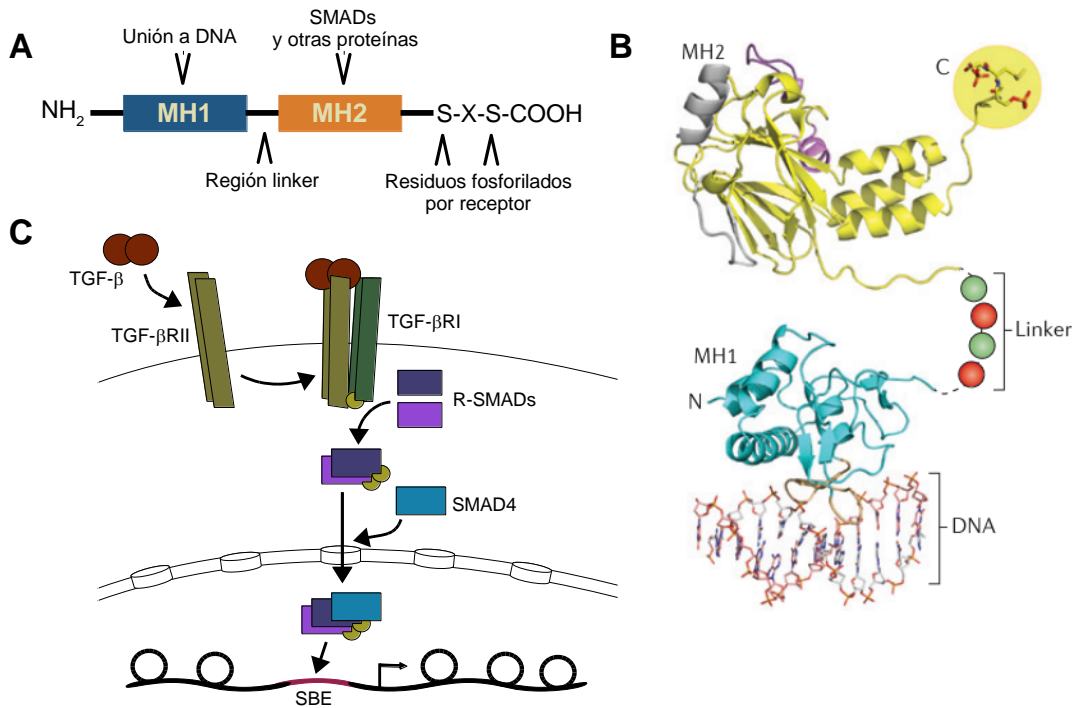 A
Unión a DNA
SMADs
y otras proteínas
NH2
MH1
MH2
S-X-S-COOH
Región linker
Residuos fosforilados
por receptor
B
MH2
C
Linker
MH1
N
DNA
C
TGF-β
TGF-βRII
TGF-βRI
R-SMADs
SMAD4
SBE